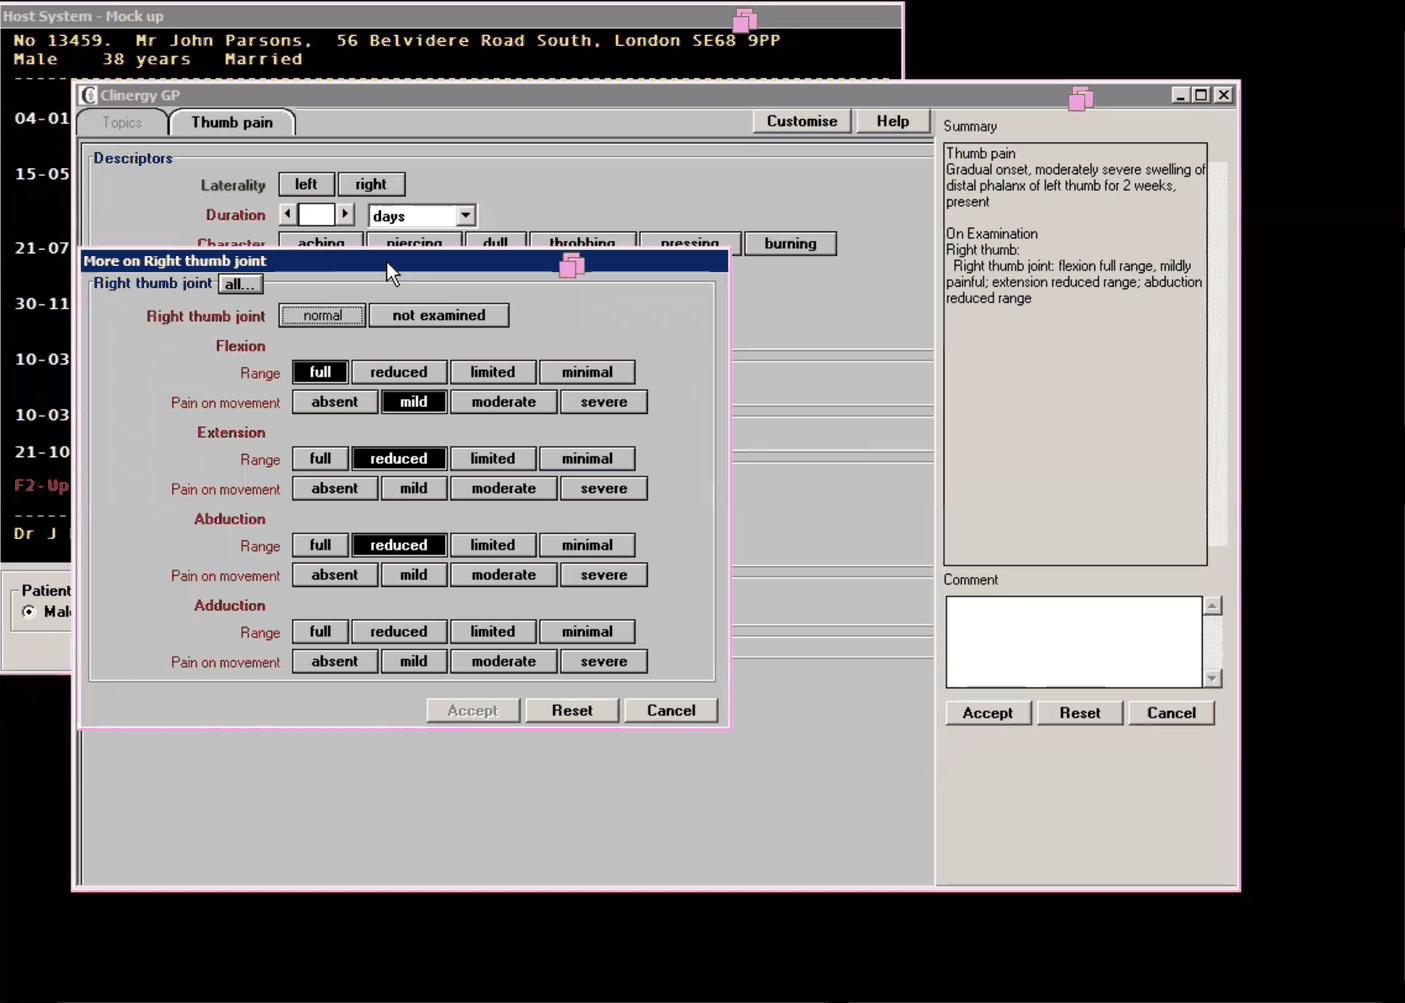 Host System - Mock up
No 13459. Mr John Parsons, 56 Belvidere Road South, London SE68 9PP
Male 38 years Married
Clinergy GP
04-01
Topics Thumb pain Customise Help
Summary
Descriptors
Laterality left right
15-05
Duration days
Character aching piercing dull throbbing pressing burning
21-07
More on Right thumb joint
Right thumb joint all...
30-11
Right thumb joint normal not examined
Flexion
10-03
Range full reduced limited minimal
Pain on movement absent mild moderate severe
10-03
Extension
21-10
Range full reduced limited minimal
F2-Up
Pain on movement absent mild moderate severe
Abduction
Dr J
Range full reduced limited minimal
Pain on movement absent mild moderate severe
Patient
Adduction
Male
Range full reduced limited minimal
Pain on movement absent mild moderate severe
Accept Reset Cancel
Thumb pain
Gradual onset, moderately severe swelling of
distal phalanx of left thumb for 2 weeks,
present
On Examination
Right thumb:
Right thumb joint: flexion full range, mildly
painful; extension reduced range; abduction
reduced range
Comment
Accept Reset Cancel